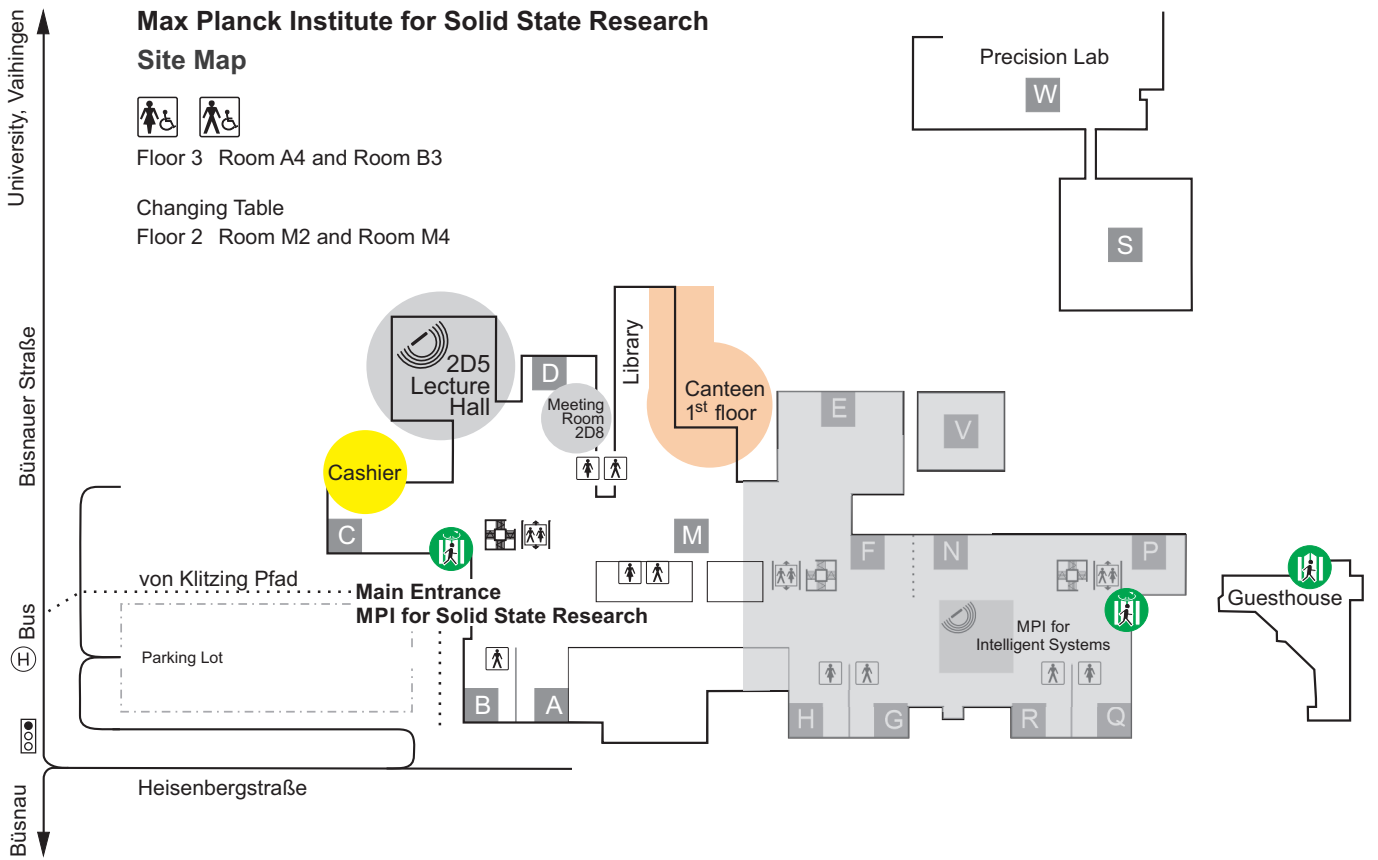 Max Planck Institute for Solid State Research
Site Map
Floor 3 Room A4 and Room B3
Changing Table
Floor 2 Room M2 and Room M4
University, Vaihingen
Büsnauer Straße
H Bus
Büsnau
Precision Lab
W
S
2D5
Lecture
Hall
D
Meeting
Room
2D8
Library
Canteen
1st floor
E
V
Cashier
C
M
F
N
P
von Klitzing Pfad
Main Entrance
MPI for Solid State Research
Parking Lot
MPI for
Intelligent Systems
Guesthouse
B
A
H
G
R
Q
Heisenbergstraße